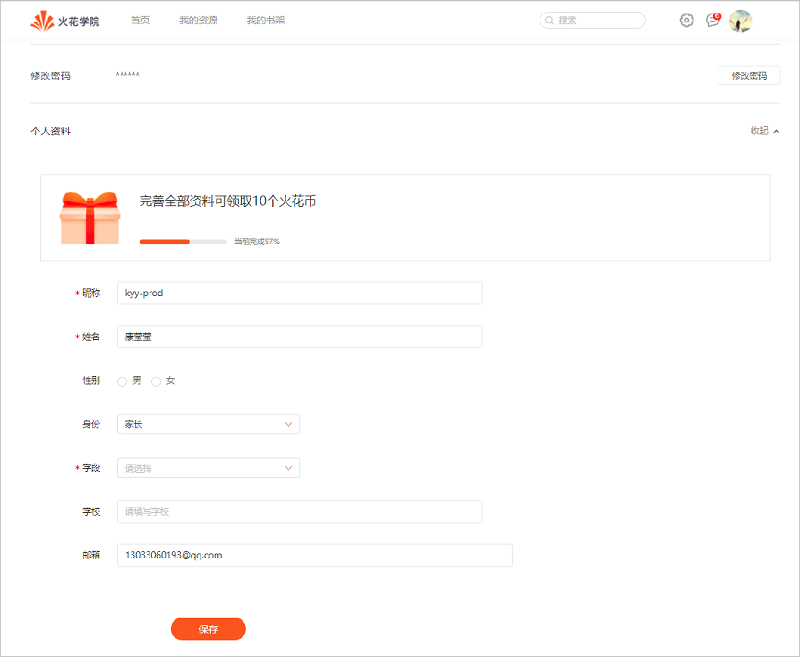 火花学院 首页 我的资源 我的书架 搜索 6
修改密码 ****** 修改密码
个人资料 收起
完善全部资料可领取10个火花币
当前完成57%
* 昵称 kyy-prod
* 姓名 康莹莹
性别 男 女
身份 家长
* 字段 请选择
学校 请填写学校
邮箱 13033060193@qq.com
保存